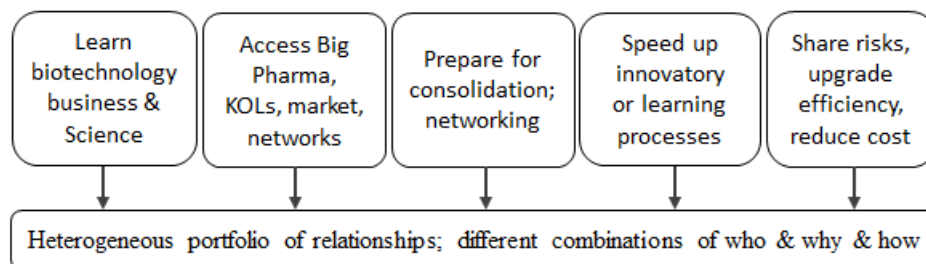 Learn
biotechnology
business &
Science
Access Big
Pharma,
KOLs, market,
networks
Prepare for
consolidation;
networking
Speed up
innovatory
or learning
processes
Share risks,
upgrade
efficiency,
reduce cost
Heterogeneous portfolio of relationships; different combinations of who & why & how